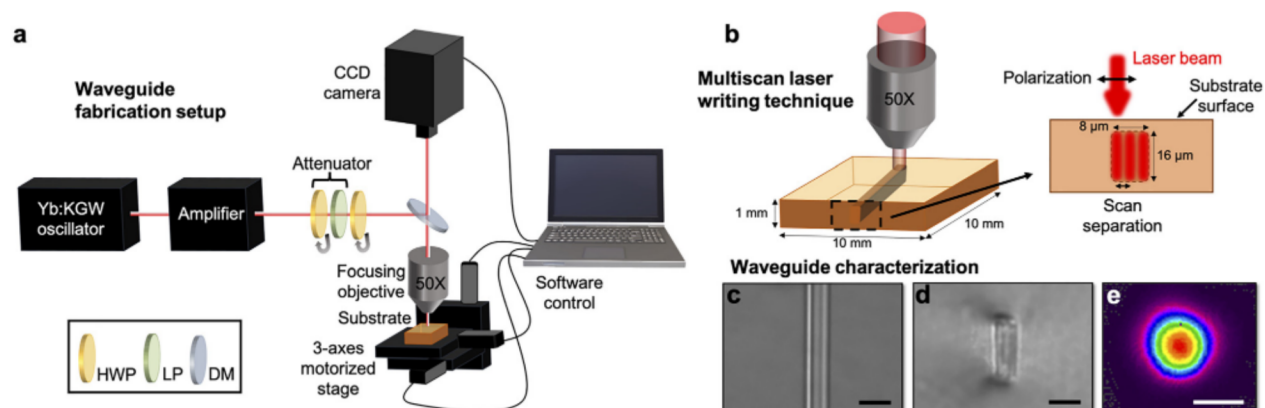 a
Waveguide
fabrication setup
CCD
camera
Attenuator
Yb:KGW
oscillator
Amplifier
Focusing
objective
50X
Substrate
3-axes
motorized
stage
Software
control
HWP
LP
DM
b
Multiscan laser
writing technique
50X
1 mm
10 mm
10 mm
Laser beam
Polarization
Substrate
surface
8 μm
16 μm
Scan
separation
Waveguide characterization
c
d
e